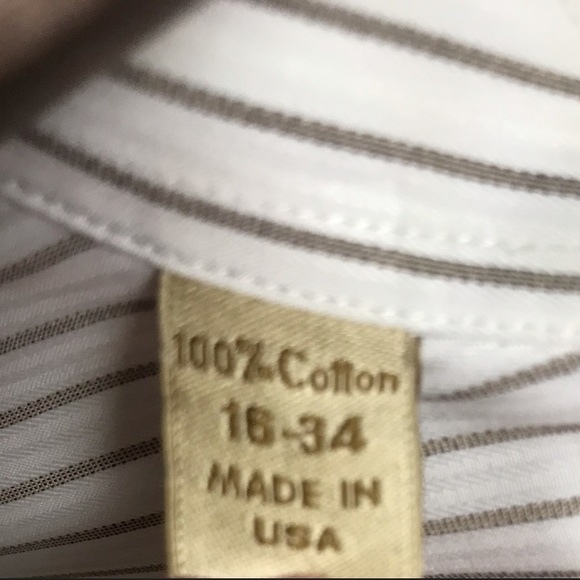 100% Cotton
16-34
MADE IN
USA